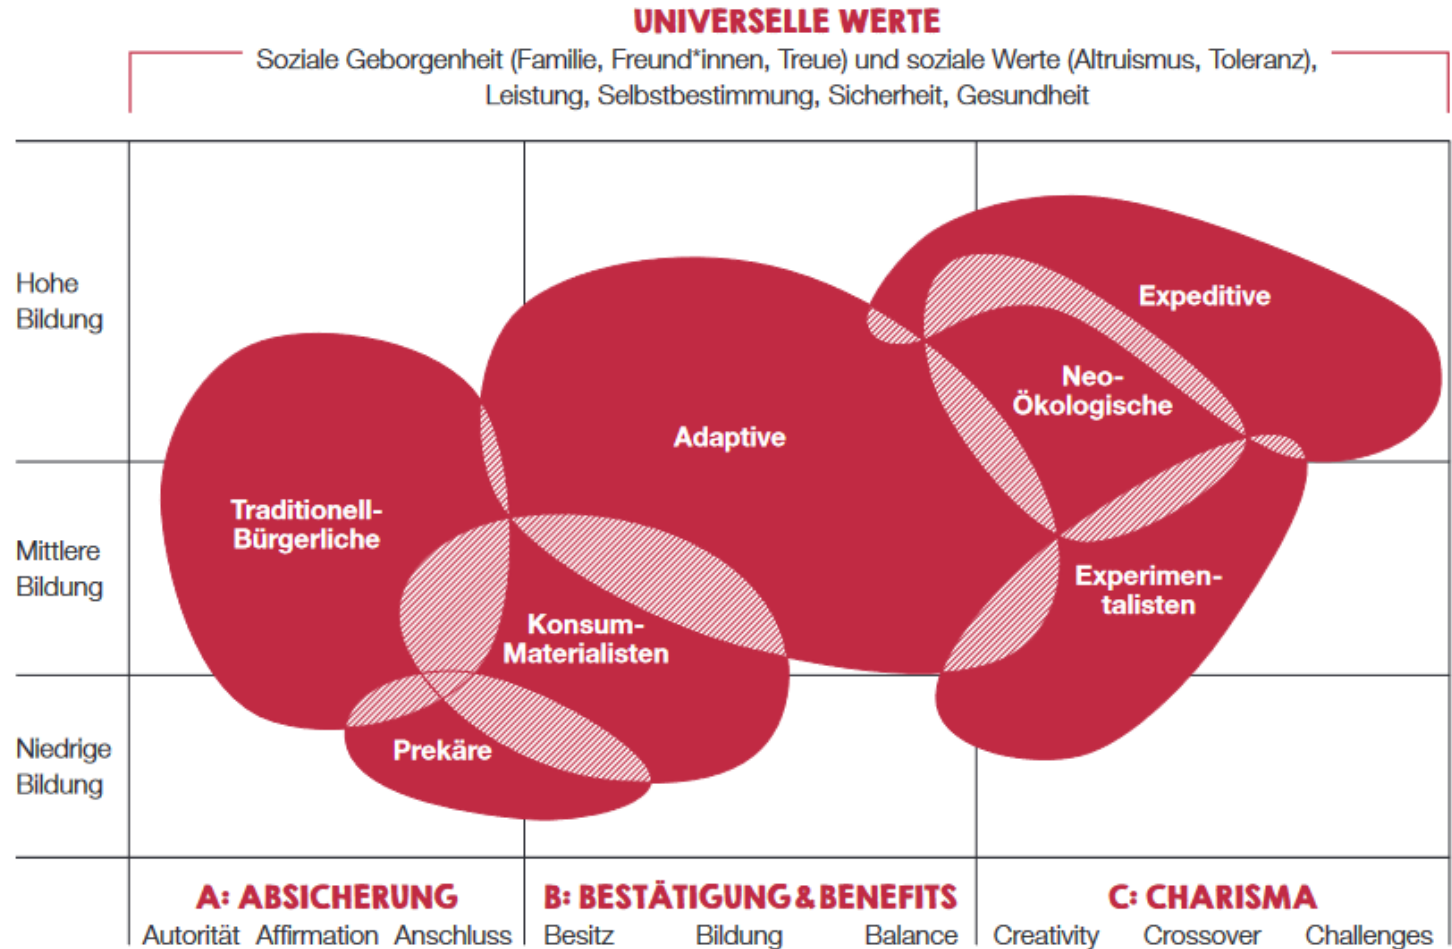 UNIVERSELLE WERTE
Soziale Geborgenheit (Familie, Freund*innen, Treue) und soziale Werte (Altruismus, Toleranz),
Leistung, Selbstbestimmung, Sicherheit, Gesundheit
Hohe
Bildung
Expeditive
Neo-
Ökologische
Adaptive
Traditionell-
Bürgerliche
Mittlere
Bildung
Experimen-
talisten
Konsum-
Materialisten
Niedrige
Bildung
Prekäre
A: ABSICHERUNG
B: BESTÄTIGUNG & BENEFITS
C: CHARISMA
Autorität Affirmation Anschluss Besitz Bildung Balance Creativity Crossover Challenges